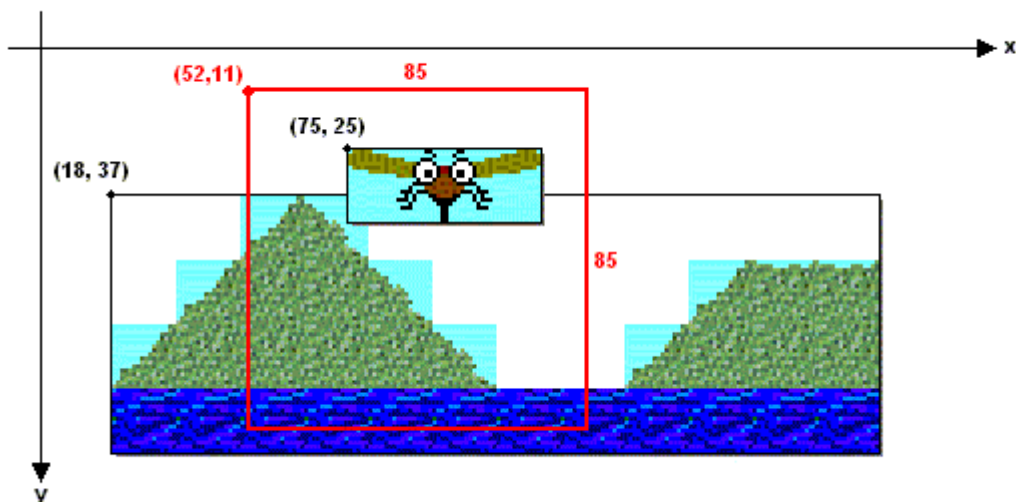 x
(52,11)
85
(75, 25)
(18, 37)
85
y